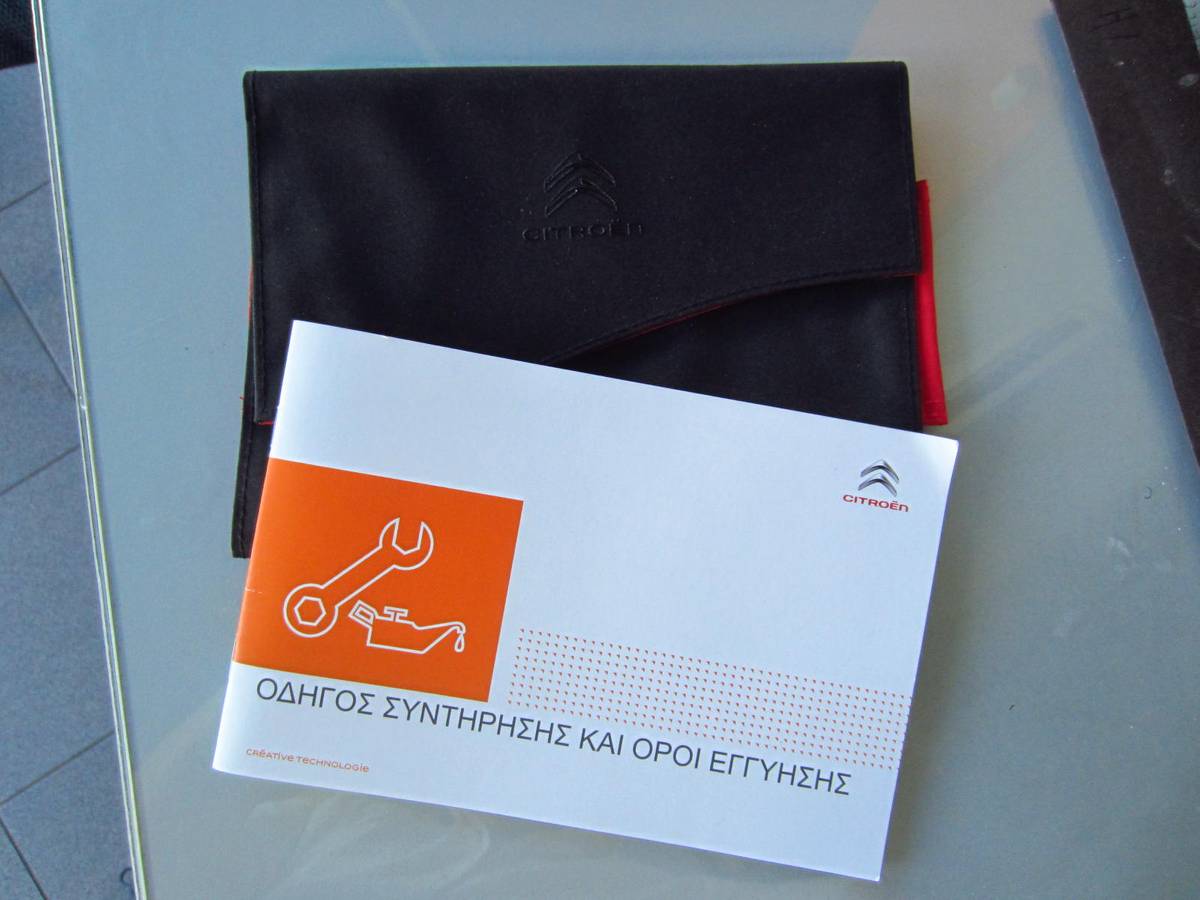 CITROËN
CITROËN
ΟΔΗΓΟΣ ΣΥΝΤΗΡΗΣΗΣ ΚΑΙ ΟΡΟΙ ΕΓΓΥΗΣΗΣ
CRÉATIVE TECHNOLOGIE